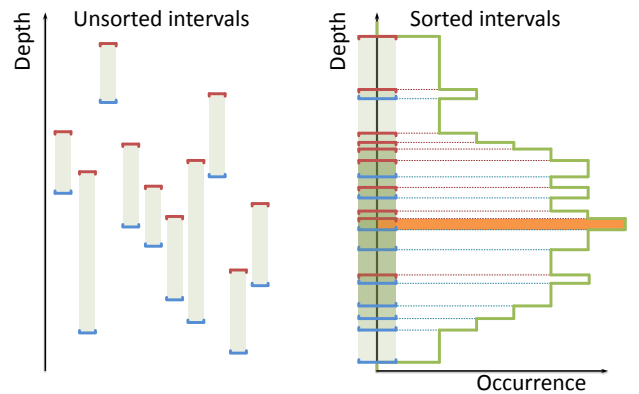 Unsorted intervals
Depth
Sorted intervals
Depth
Occurrence